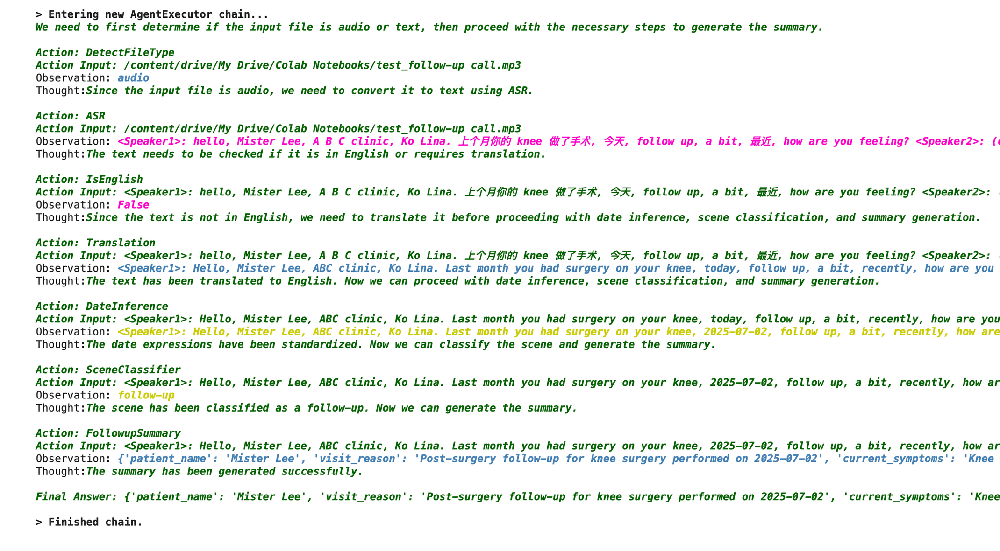 > Entering new AgentExecutor chain...
We need to first determine if the input file is audio or text, then proceed with the necessary steps to generate the summary.
Action: DetectFileType
Action Input: /content/drive/My Drive/Colab Notebooks/test_follow-up call.mp3
Observation: audio
Thought:Since the input file is audio, we need to convert it to text using ASR.
Action: ASR
Action Input: /content/drive/My Drive/Colab Notebooks/test_follow-up call.mp3
Observation: <Speaker1>: hello, Mister Lee, A B C clinic, Ko Lina. 上个月你的 knee 做了手术, 今天, follow up, a bit, 最近, how are you feeling? <Speaker2>:
Thought:The text needs to be checked if it is in English or requires translation.
Action: IsEnglish
Action Input: <Speaker1>: hello, Mister Lee, A B C clinic, Ko Lina. 上个月你的 knee 做了手术, 今天, follow up, a bit, 最近, how are you feeling? <Speaker2>:
Observation: False
Thought:Since the text is not in English, we need to translate it before proceeding with date inference, scene classification, and summary generation.
Action: Translation
Action Input: <Speaker1>: hello, Mister Lee, A B C clinic, Ko Lina. 上个月你的 knee 做了手术, 今天, follow up, a bit, 最近, how are you feeling? <Speaker2>:
Observation: <Speaker1>: Hello, Mister Lee, ABC clinic, Ko Lina. Last month you had surgery on your knee, today, follow up, a bit, recently, how are you
Thought:The text has been translated to English. Now we can proceed with date inference, scene classification, and summary generation.
Action: DateInference
Action Input: <Speaker1>: Hello, Mister Lee, ABC clinic, Ko Lina. Last month you had surgery on your knee, today, follow up, a bit, recently, how are you
Observation: <Speaker1>: Hello, Mister Lee, ABC clinic, Ko Lina. Last month you had surgery on your knee, 2025-07-02, follow up, a bit, recently, how are
Thought:The date expressions have been standardized. Now we can classify the scene and generate the summary.
Action: SceneClassifier
Action Input: <Speaker1>: Hello, Mister Lee, ABC clinic, Ko Lina. Last month you had surgery on your knee, 2025-07-02, follow up, a bit, recently, how ar
Observation: follow-up
Thought:The scene has been classified as a follow-up. Now we can generate the summary.
Action: FollowupSummary
Action Input: <Speaker1>: Hello, Mister Lee, ABC clinic, Ko Lina. Last month you had surgery on your knee, 2025-07-02, follow up, a bit, recently, how ar
Observation: {'patient_name': 'Mister Lee', 'visit_reason': 'Post-surgery follow-up for knee surgery performed on 2025-07-02', 'current_symptoms': 'Knee
Thought:The summary has been generated successfully.
Final Answer: {'patient_name': 'Mister Lee', 'visit_reason': 'Post-surgery follow-up for knee surgery performed on 2025-07-02', 'current_symptoms': 'Knee
> Finished chain.